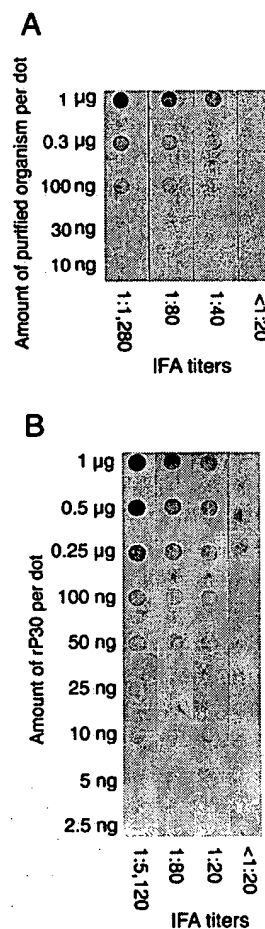 A
Amount of purified organism per dot
1 µg
0.3 µg
100 ng
30 ng
10 ng
1:1,280
1:80
1:40
<1:20
IFA titers
B
Amount of rP30 per dot
1 µg
0.5 µg
0.25 µg
100 ng
50 ng
25 ng
10 ng
5 ng
2.5 ng
1:5,120
1:80
1:20
<1:20
IFA titers